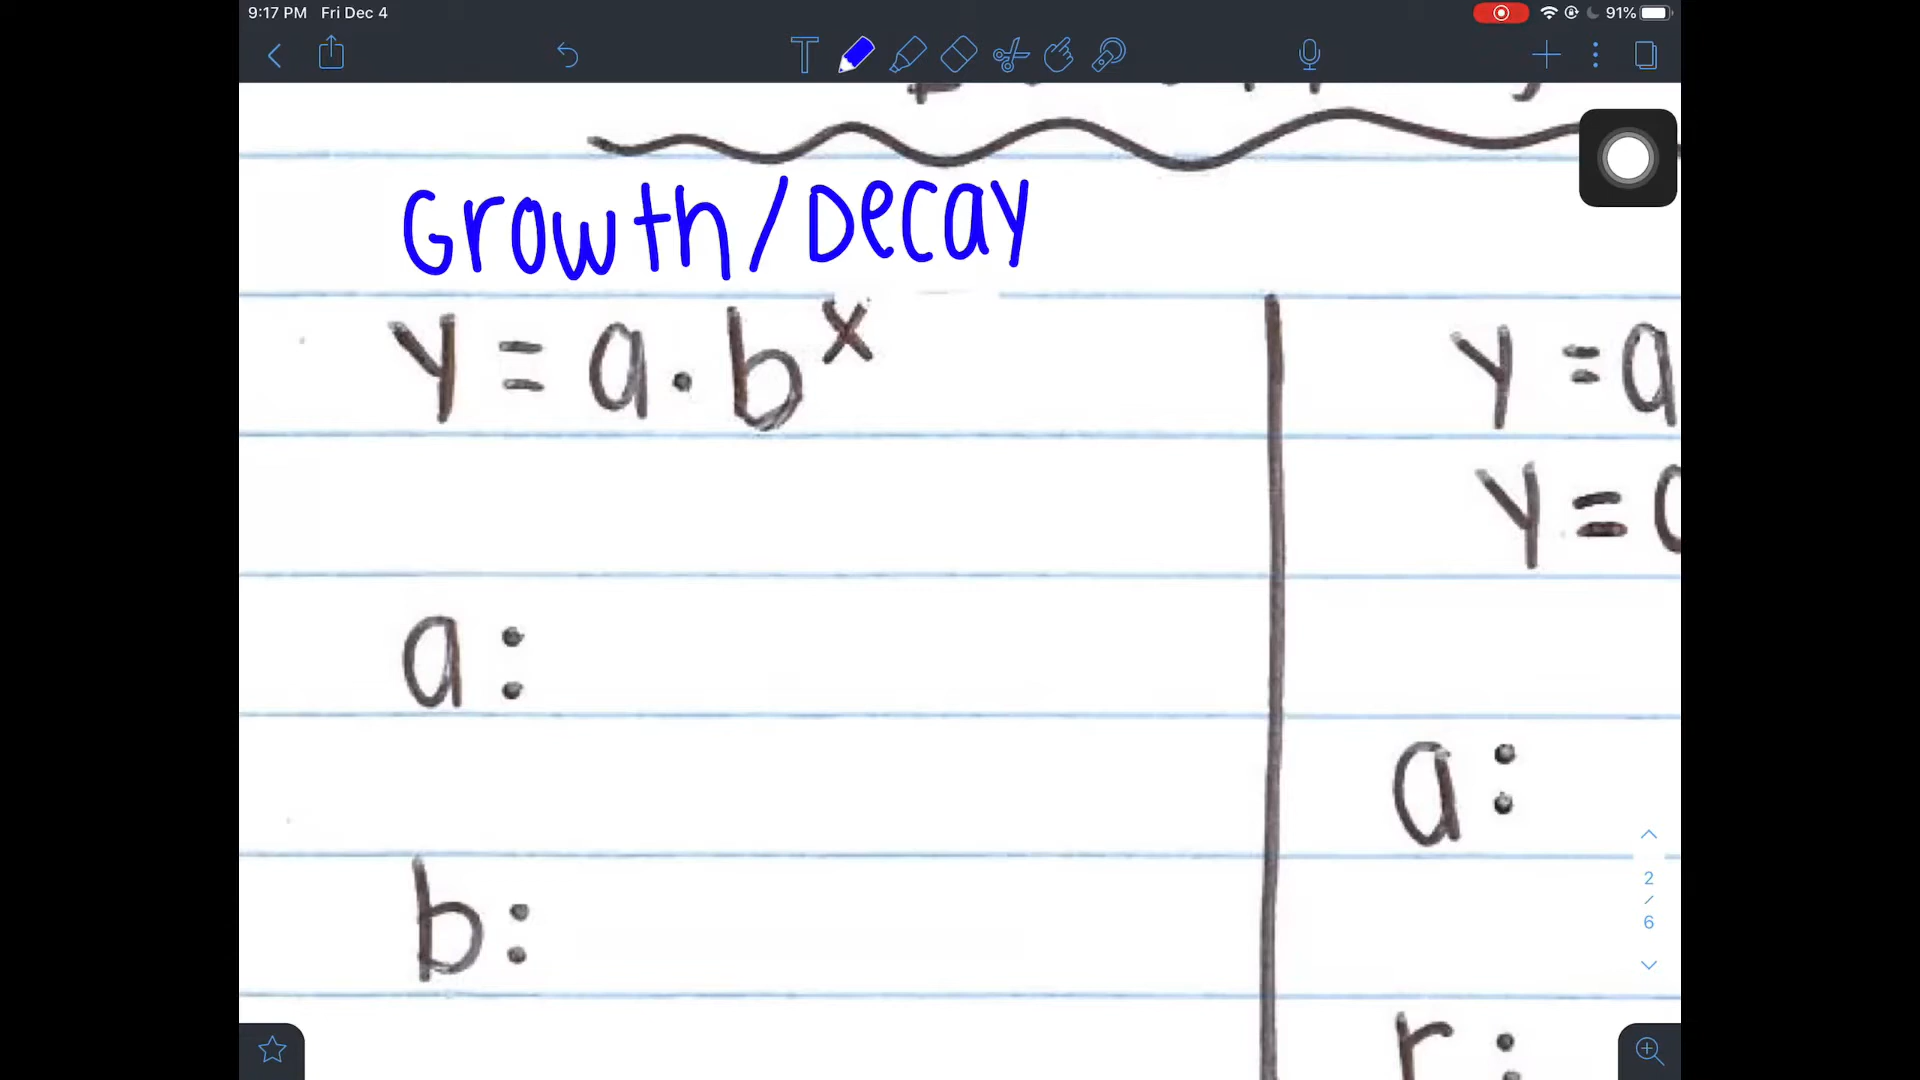 9:17 PM Fri Dec 4
91%
T
Growth/Decay
y = a · b^x
y = a
y =
a :
a :
b :
r :
2
/
6